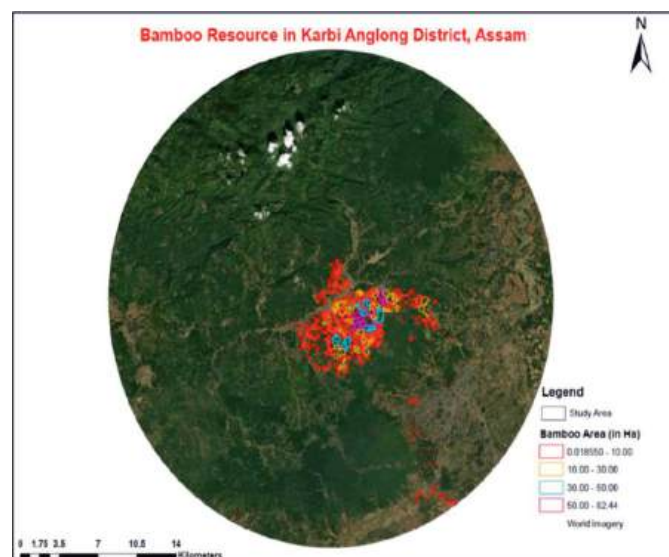 Bamboo Resource in Karbi Anglong District, Assam
N
Legend
Study Area
Bamboo Area (in Ha)
0.018550 - 10.00
10.00 - 30.00
30.00 - 50.00
50.00 - 82.44
World Imagery
0 1.75 3.5 7 10.5 14
Kilometers